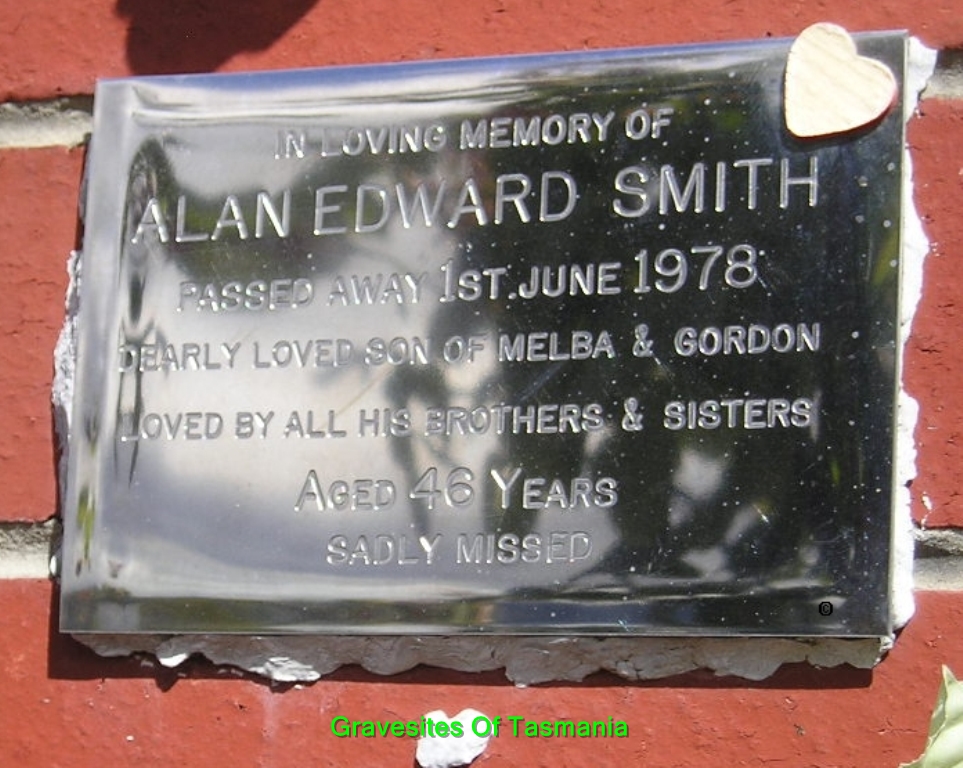 IN LOVING MEMORY OF
ALAN EDWARD SMITH
PASSED AWAY 1ST. JUNE 1978
DEARLY LOVED SON OF MELBA & GORDON
LOVED BY ALL HIS BROTHERS & SISTERS
AGED 46 YEARS
SADLY MISSED
©
Gravesites Of Tasmania